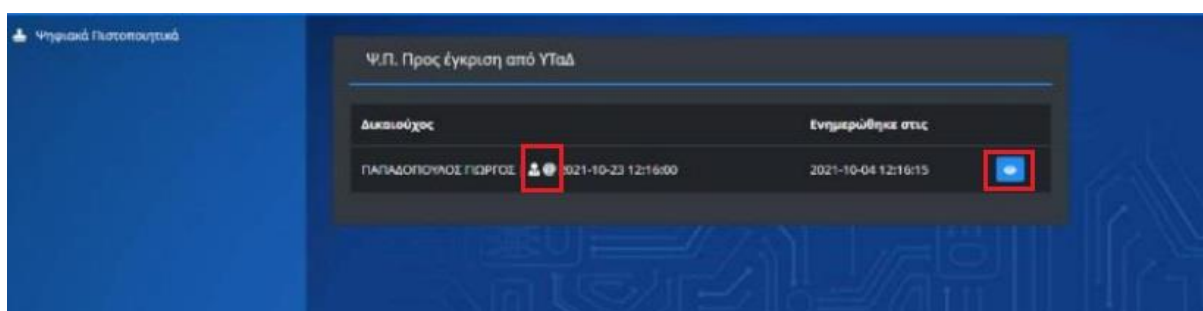 Ψηφιακά Πιστοποιητικά
Ψ.Π. Προς έγκριση από ΥΤαΔ
Δικαιούχος Ενημερώθηκε στις
ΠΑΠΑΔΟΠΟΥΛΟΣ ΓΙΩΡΓΟΣ 2021-10-23 12:16:00 2021-10-04 12:16:15